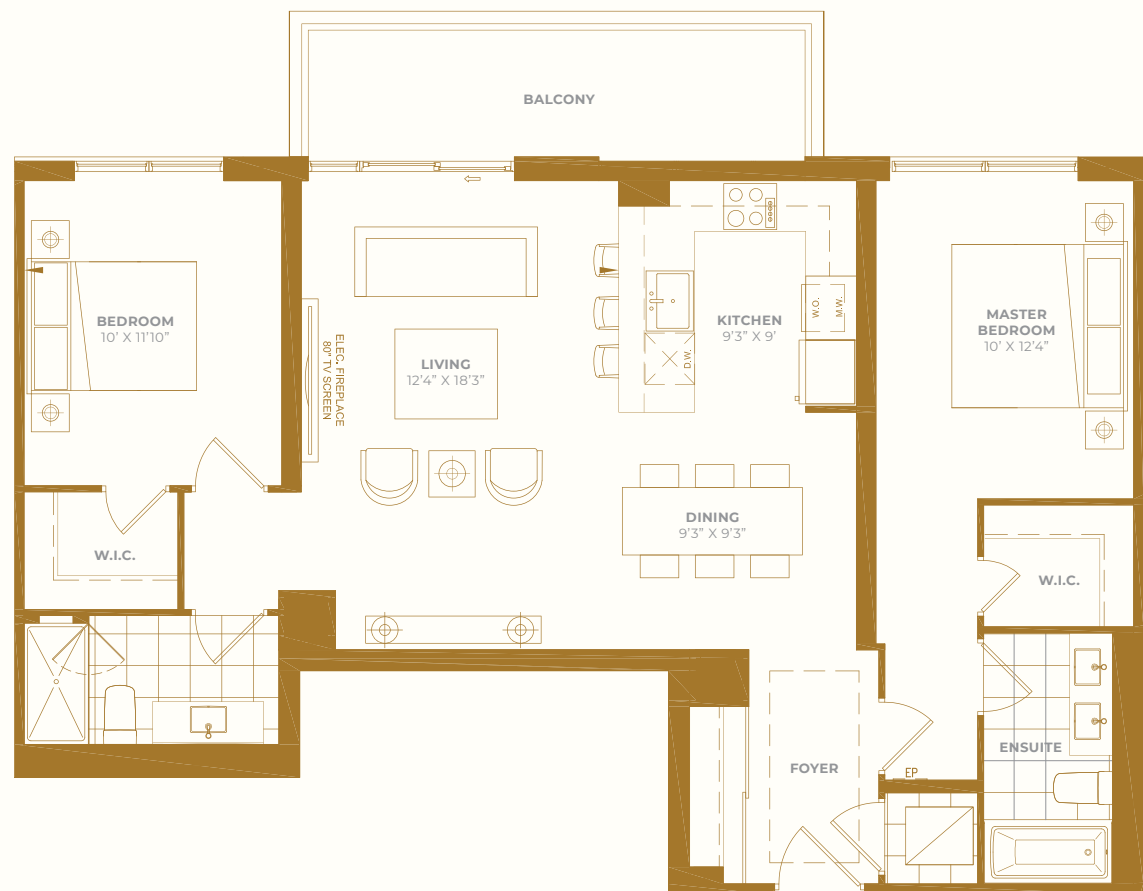 BALCONY
BEDROOM
10' X 11'10"
ELEC. FIREPLACE
80" TV SCREEN
LIVING
12'4" X 18'3"
KITCHEN
9'3" X 9'
W.O.
M.W.
D.W.
MASTER
BEDROOM
10' X 12'4"
DINING
9'3" X 9'3"
W.I.C.
W.I.C.
FOYER
EP
ENSUITE